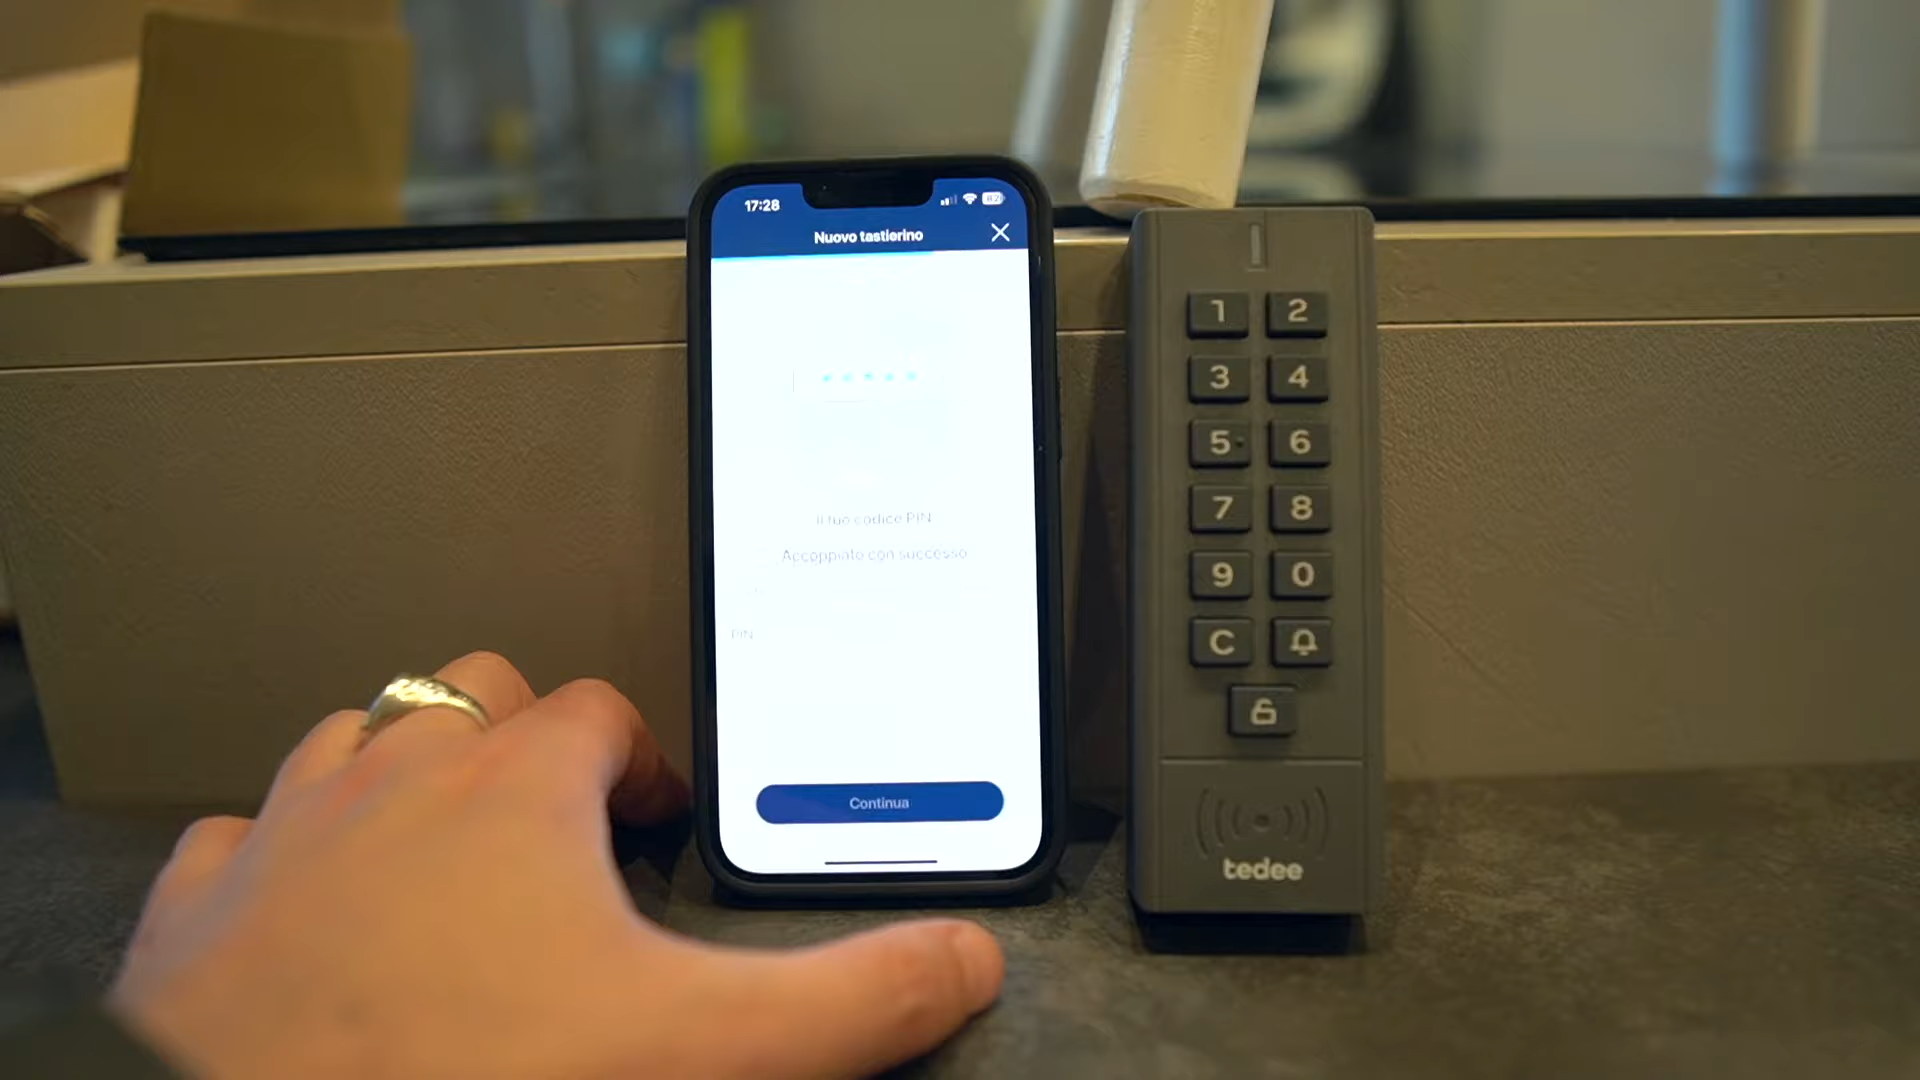 17:28
82
Nuovo tastierino
Il tuo codice PIN
Accoppiato con successo
PIN
Continua
1 2
3 4
5 6
7 8
9 0
C
tedee